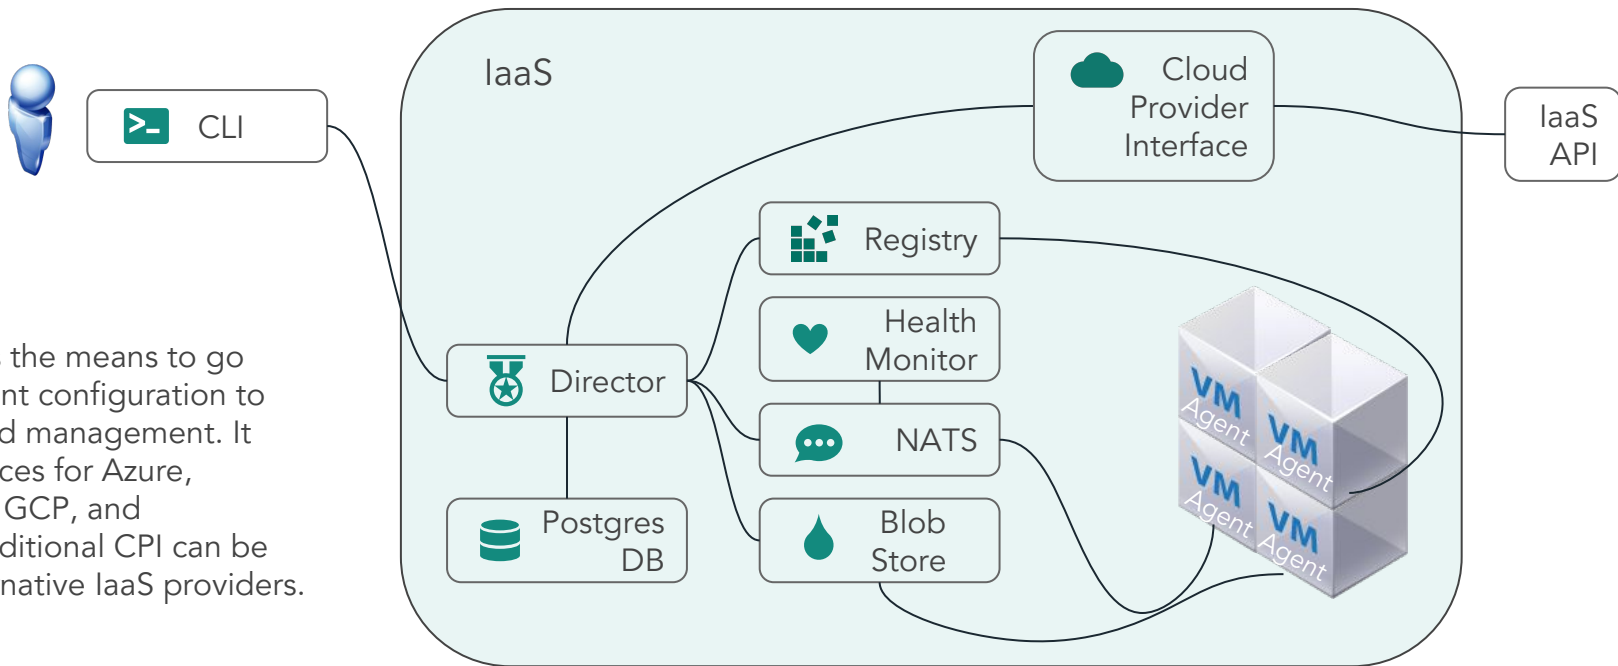 IaaS
Cloud
Provider
Interface
IaaS
API
>_ CLI
Registry
Health
Monitor
Director
NATS
Postgres
DB
Blob
Store
VM
Agent
VM
Agent
VM
Agent
VM
Agent
the means to go
nt configuration to
d management. It
ces for Azure,
GCP, and
ditional CPI can be
native IaaS providers.